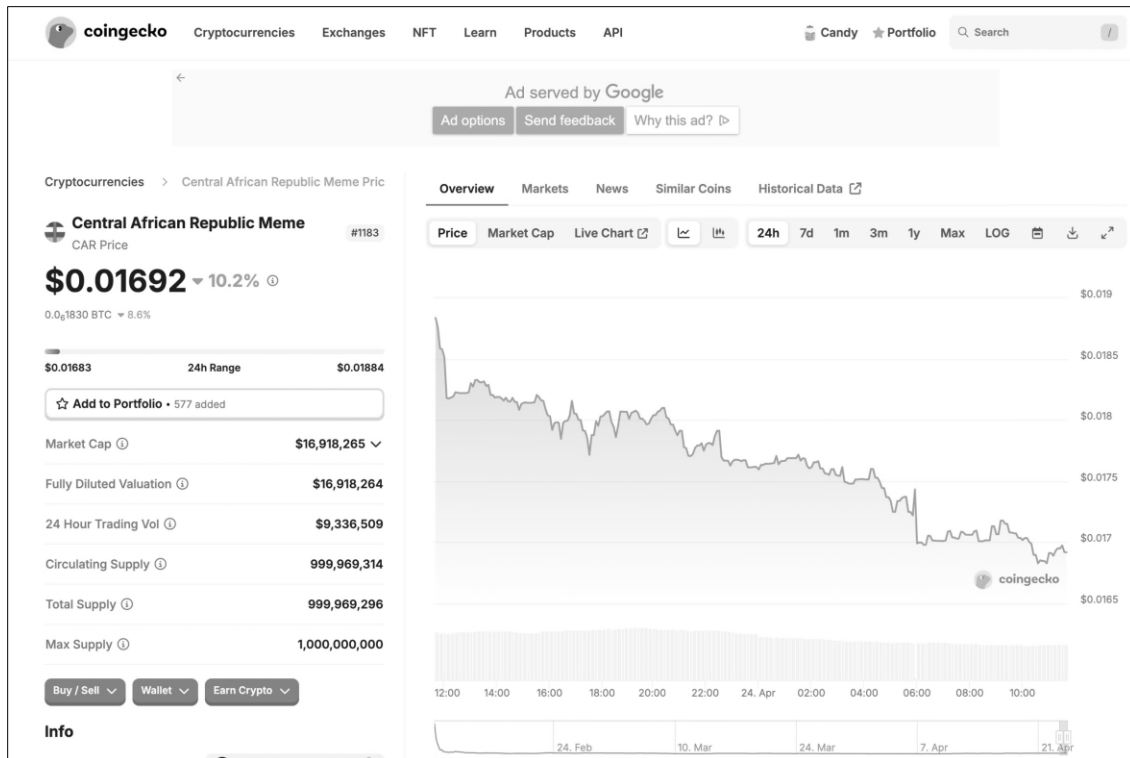 coingecko Cryptocurrencies Exchanges NFT Learn Products API Candy Portfolio Search /
Ad served by Google
Ad options Send feedback Why this ad?
Cryptocurrencies > Central African Republic Meme Pric
Central African Republic Meme #1183
CAR Price
$0.01692 10.2%
0.0₆1830 BTC 8.6%
$0.01683 24h Range $0.01884
Add to Portfolio • 577 added
Market Cap $16,918,265
Fully Diluted Valuation $16,918,264
24 Hour Trading Vol $9,336,509
Circulating Supply 999,969,314
Total Supply 999,969,296
Max Supply 1,000,000,000
Buy / Sell Wallet Earn Crypto
Info
Overview Markets News Similar Coins Historical Data
Price Market Cap Live Chart 24h 7d 1m 3m 1y Max LOG
$0.019
$0.0185
$0.018
$0.0175
$0.017
coingecko
$0.0165
12:00 14:00 16:00 18:00 20:00 22:00 24. Apr 02:00 04:00 06:00 08:00 10:00
24. Feb 10. Mar 24. Mar 7. Apr 21. Apr